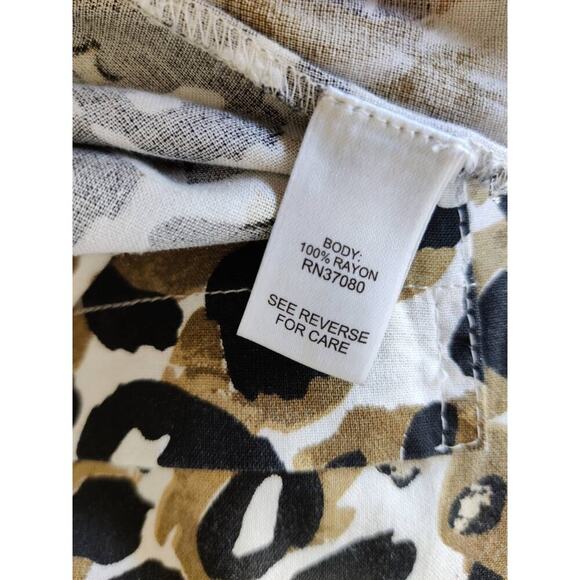 BODY:
100% RAYON
RN37080
SEE REVERSE
FOR CARE